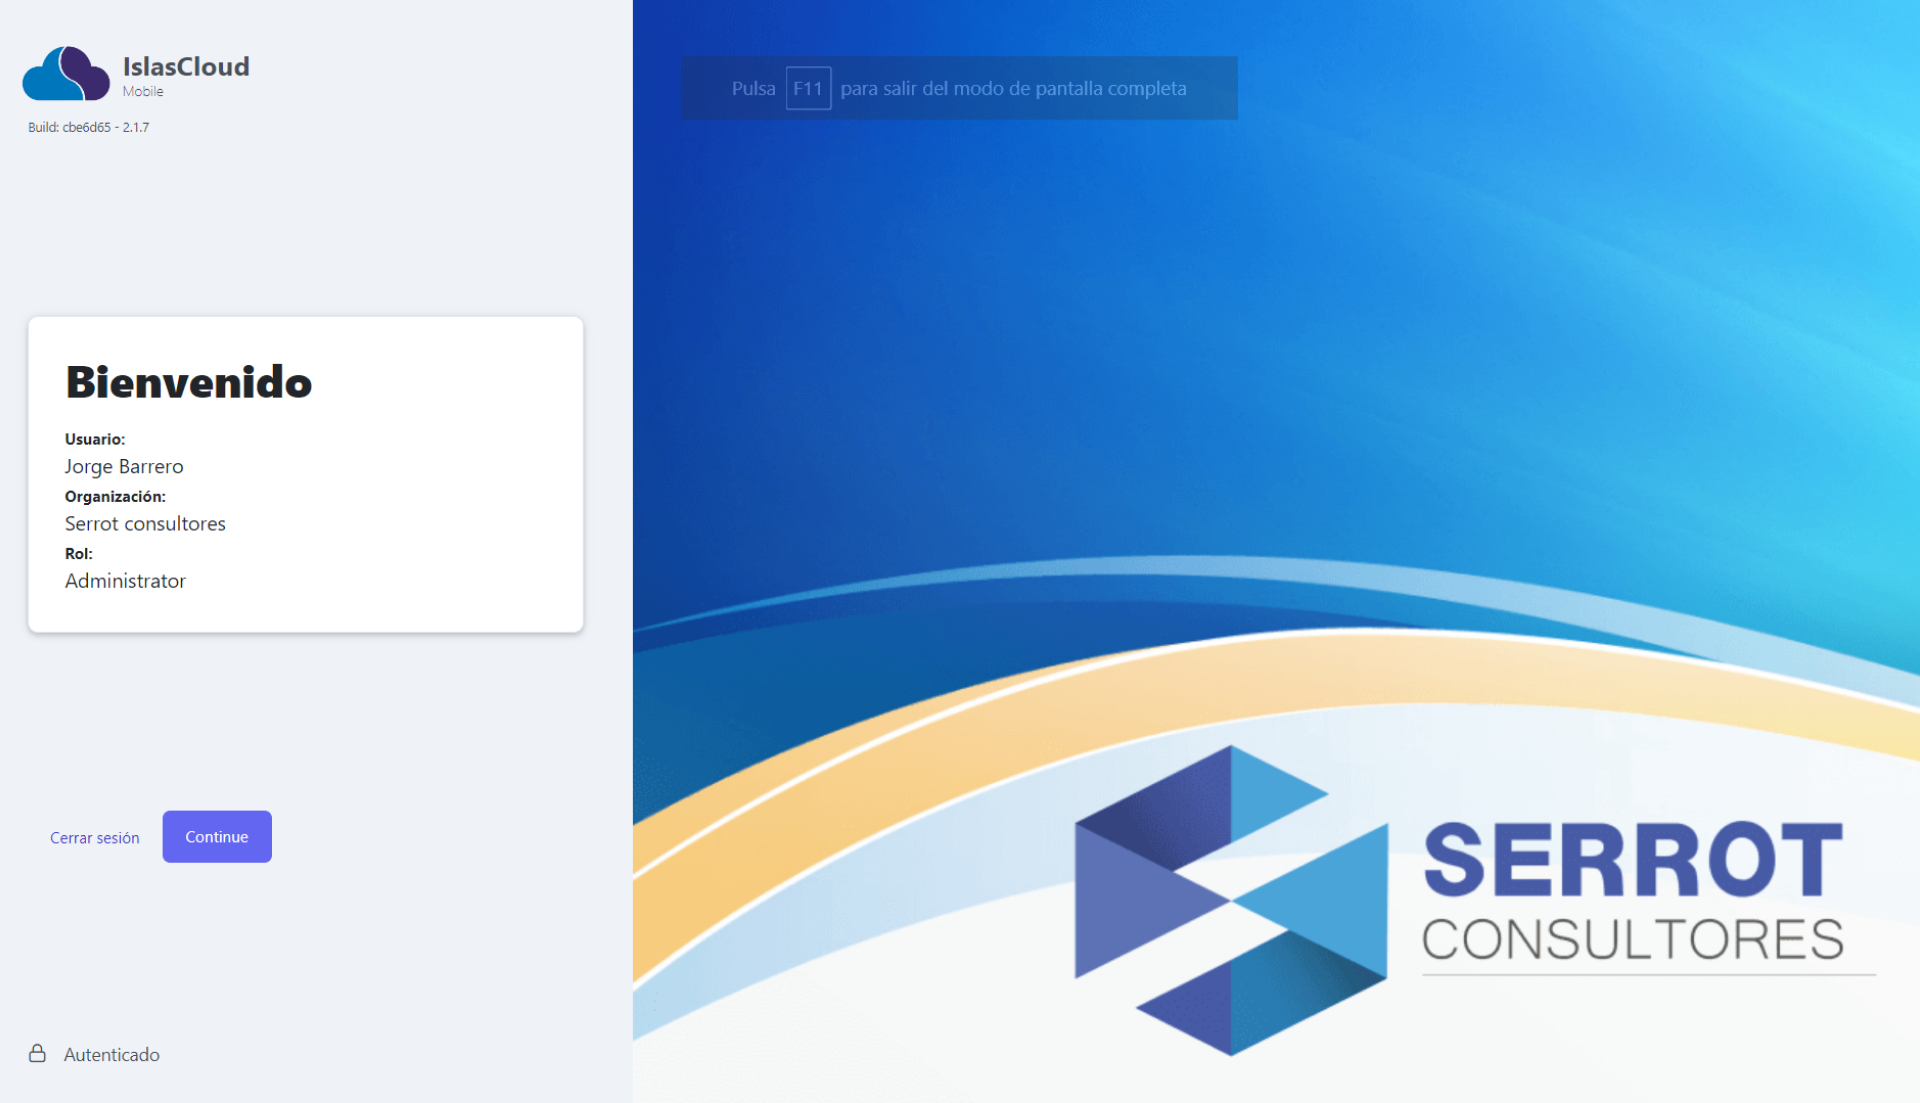 IslasCloud
Mobile
Build: cbe6d65 - 2.1.7
Pulsa F11 para salir del modo de pantalla completa
Bienvenido
Usuario:
Jorge Barrero
Organización:
Serrot consultores
Rol:
Administrator
Cerrar sesión
Continue
SERROT
CONSULTORES
Autenticado